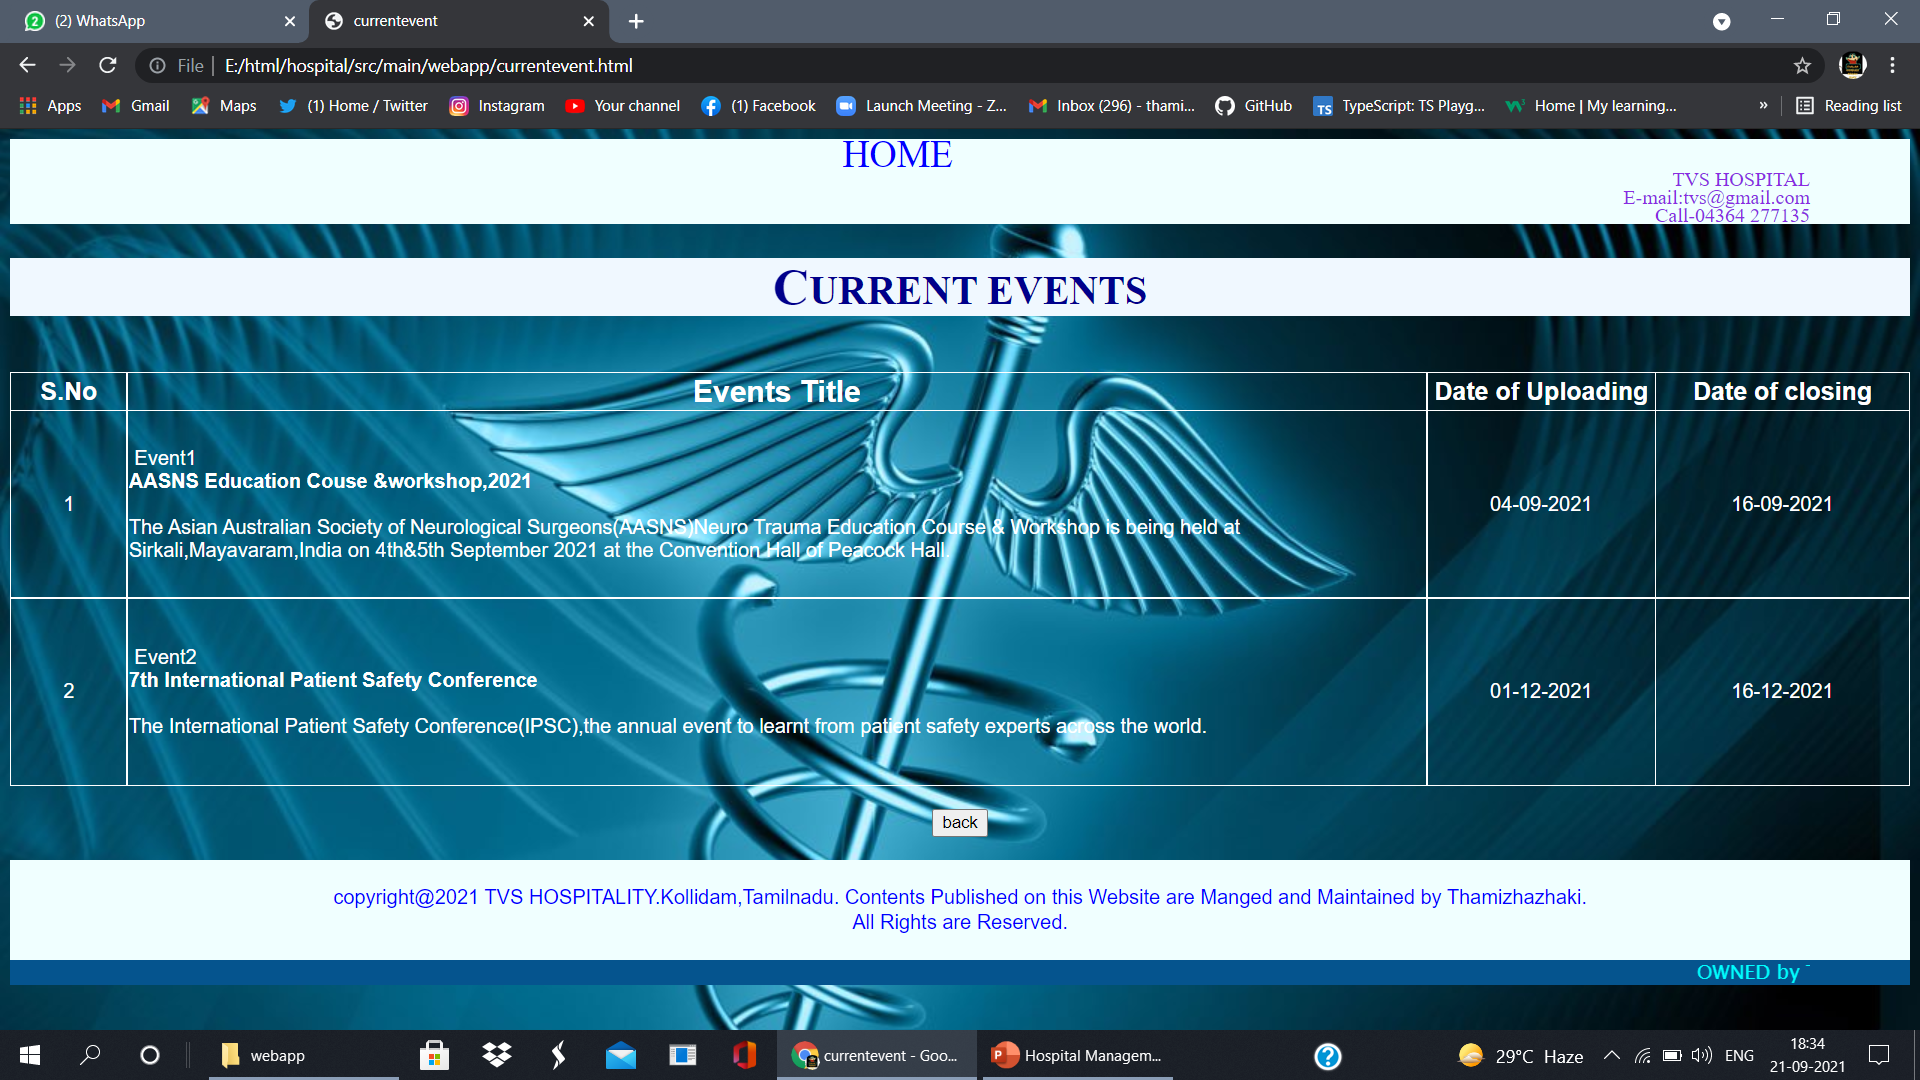 (2) WhatsApp
currentevent
File
E:/html/hospital/src/main/webapp/currentevent.html
Apps
Gmail
Maps
(1) Home / Twitter
Instagram
Your channel
(1) Facebook
Launch Meeting - Z...
Inbox (296) - thami...
GitHub
TypeScript: TS Playg...
Home | My learning...
»
Reading list
HOME
TVS HOSPITAL
E-mail:tvs@gmail.com
Call-04364 277135
CURRENT EVENTS
S.No
Events Title
Date of Uploading
Date of closing
1
Event1
AASNS Education Couse &workshop,2021
The Asian Australian Society of Neurological Surgeons(AASNS)Neuro Trauma Education Course & Workshop is being held at
Sirkali,Mayavaram,India on 4th&5th September 2021 at the Convention Hall of Peacock Hall.
04-09-2021
16-09-2021
2
Event2
7th International Patient Safety Conference
The International Patient Safety Conference(IPSC),the annual event to learnt from patient safety experts across the world.
01-12-2021
16-12-2021
back
copyright@2021 TVS HOSPITALITY.Kollidam,Tamilnadu. Contents Published on this Website are Manged and Maintained by Thamizhazhaki.
All Rights are Reserved.
OWNED by
webapp
currentevent - Goo...
Hospital Managem...
29°C Haze
ENG
18:34
21-09-2021